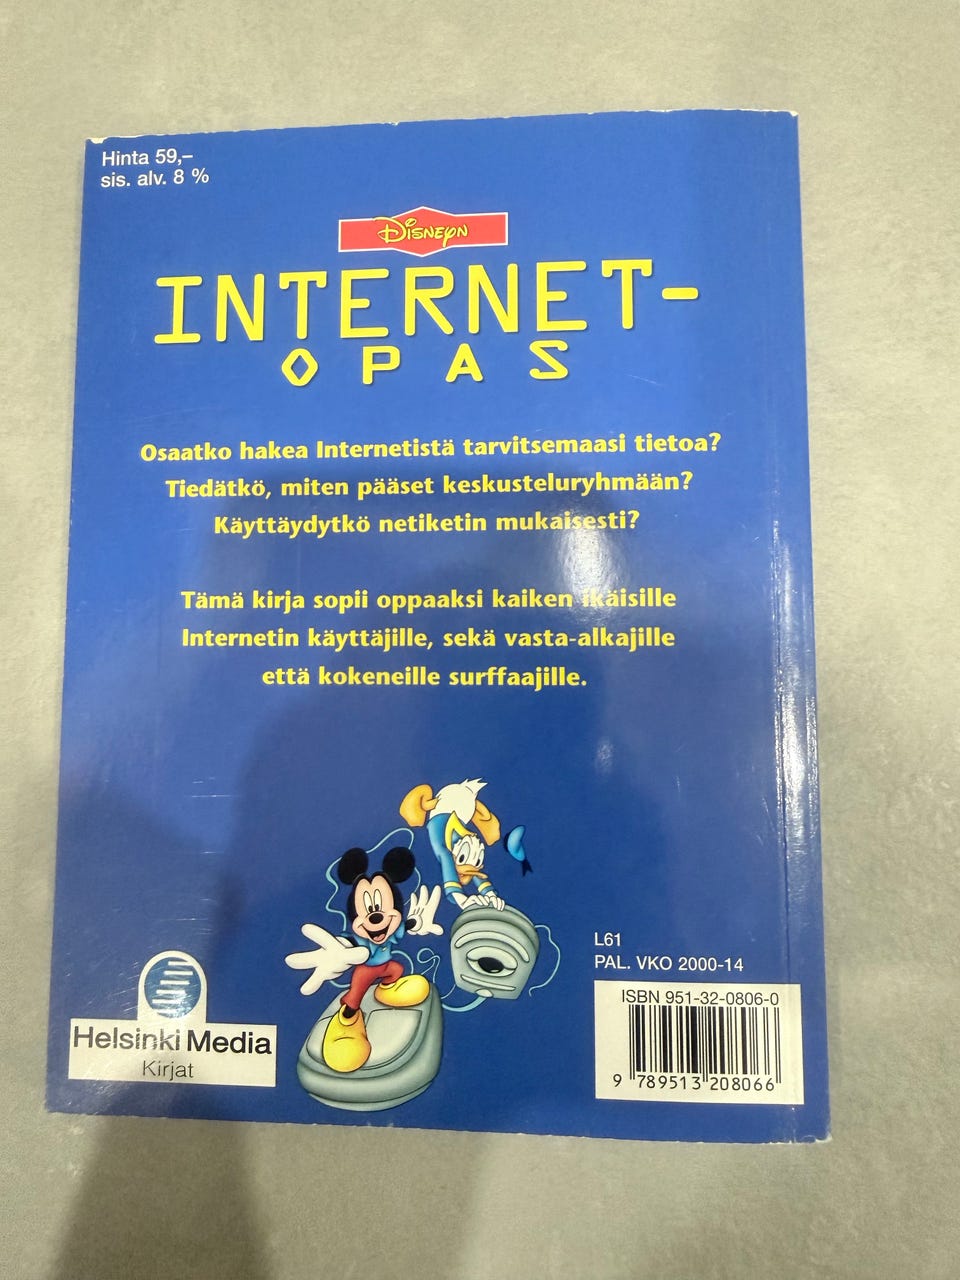 Hinta 59,–
sis. alv. 8 %
Disneyn
INTERNET-
OPAS
Osaatko hakea Internetistä tarvitsemaasi tietoa?
Tiedätkö, miten pääset keskusteluryhmään?
Käyttäydytkö netiketin mukaisesti?
Tämä kirja sopii oppaaksi kaiken ikäisille
Internetin käyttäjille, sekä vasta-alkajille
että kokeneille surffaajille.
L61
PAL. VKO 2000-14
ISBN 951-32-0806-0
9 789513 208066
Helsinki Media
Kirjat